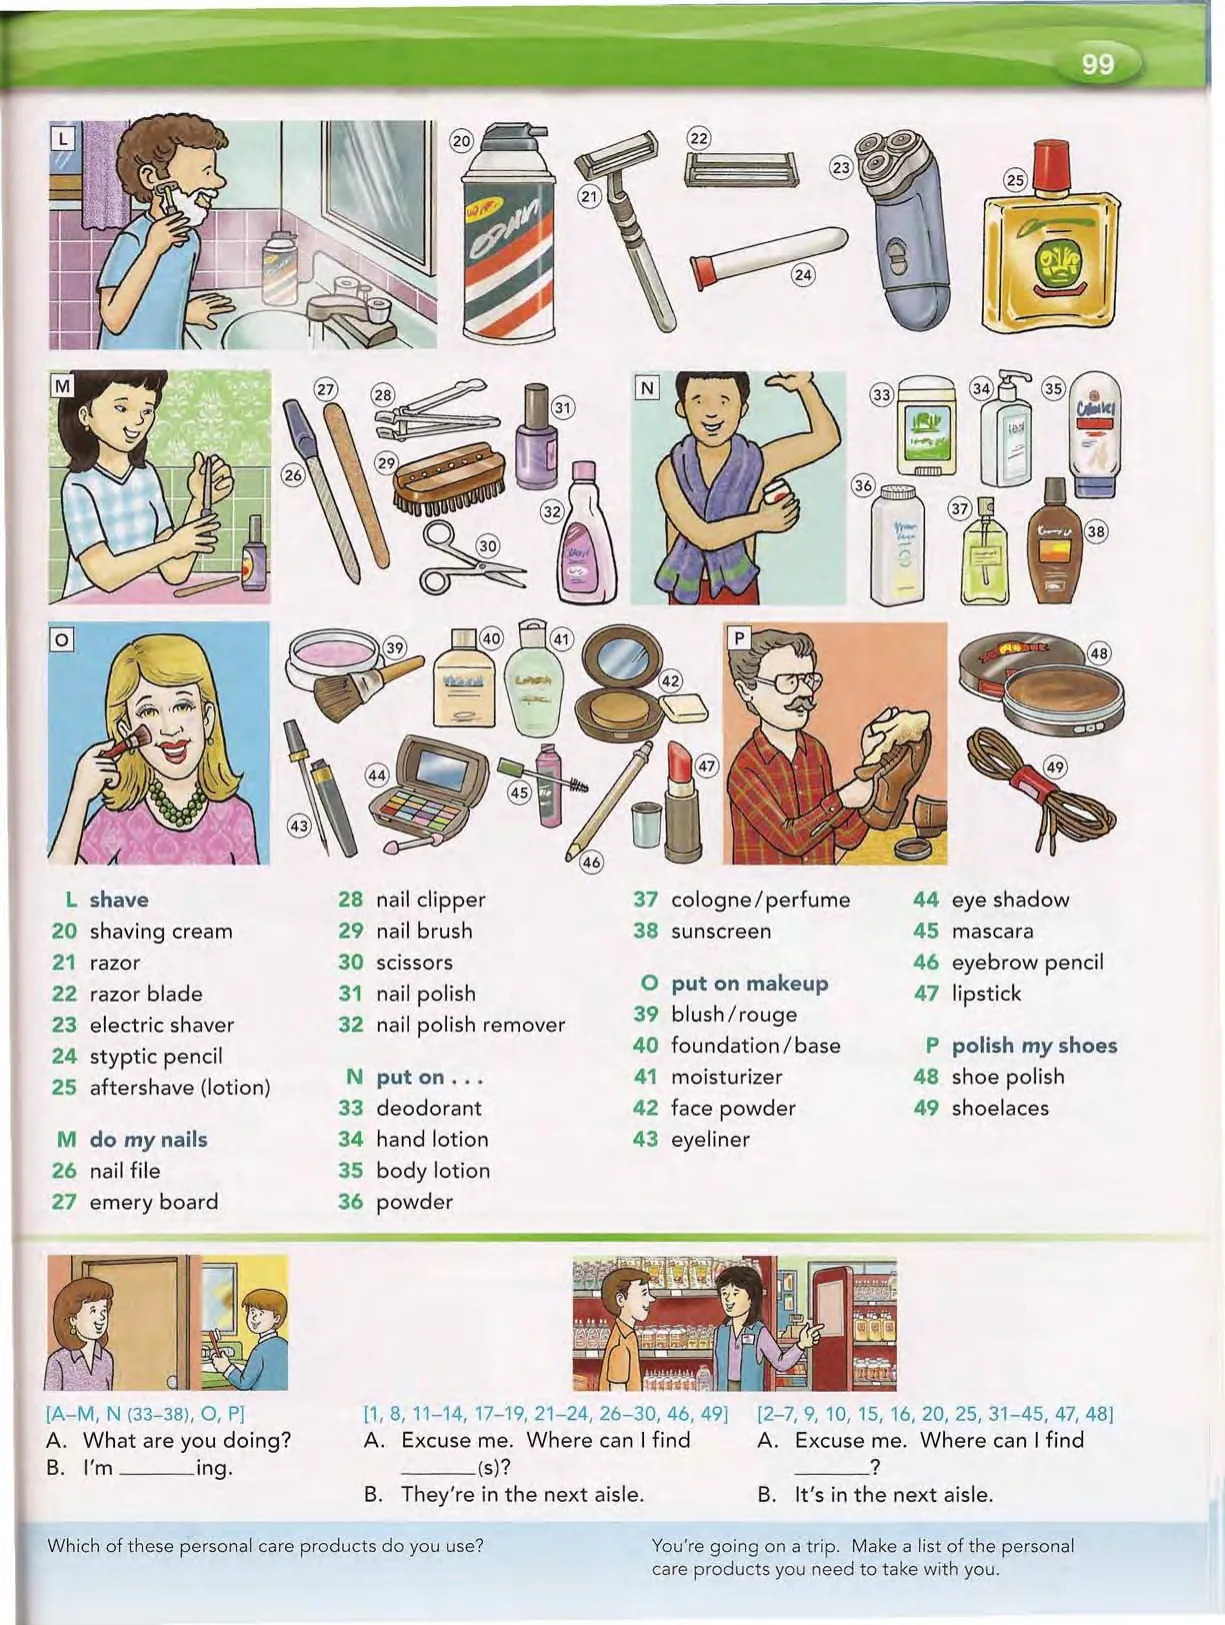 99
L
20
21
22
23
24
25
M
26
27
28
29
30
31
32
N
33
34
35
36
37
38
O
39
40
41
42
43
44
45
46
47
P
48
49
L shave
20 shaving cream
21 razor
22 razor blade
23 electric shaver
24 styptic pencil
25 aftershave (lotion)
M do my nails
26 nail file
27 emery board
28 nail clipper
29 nail brush
30 scissors
31 nail polish
32 nail polish remover
N put on . . .
33 deodorant
34 hand lotion
35 body lotion
36 powder
37 cologne / perfume
38 sunscreen
O put on makeup
39 blush / rouge
40 foundation / base
41 moisturizer
42 face powder
43 eyeliner
44 eye shadow
45 mascara
46 eyebrow pencil
47 lipstick
P polish my shoes
48 shoe polish
49 shoelaces
[A–M, N (33–38), O, P]
A. What are you doing?
B. I'm ______ing.
[1, 8, 11–14, 17–19, 21–24, 26–30, 46, 49]
A. Excuse me. Where can I find
______(s)?
B. They're in the next aisle.
[2–7, 9, 10, 15, 16, 20, 25, 31–45, 47, 48]
A. Excuse me. Where can I find
______?
B. It's in the next aisle.
Which of these personal care products do you use?
You're going on a trip. Make a list of the personal
care products you need to take with you.